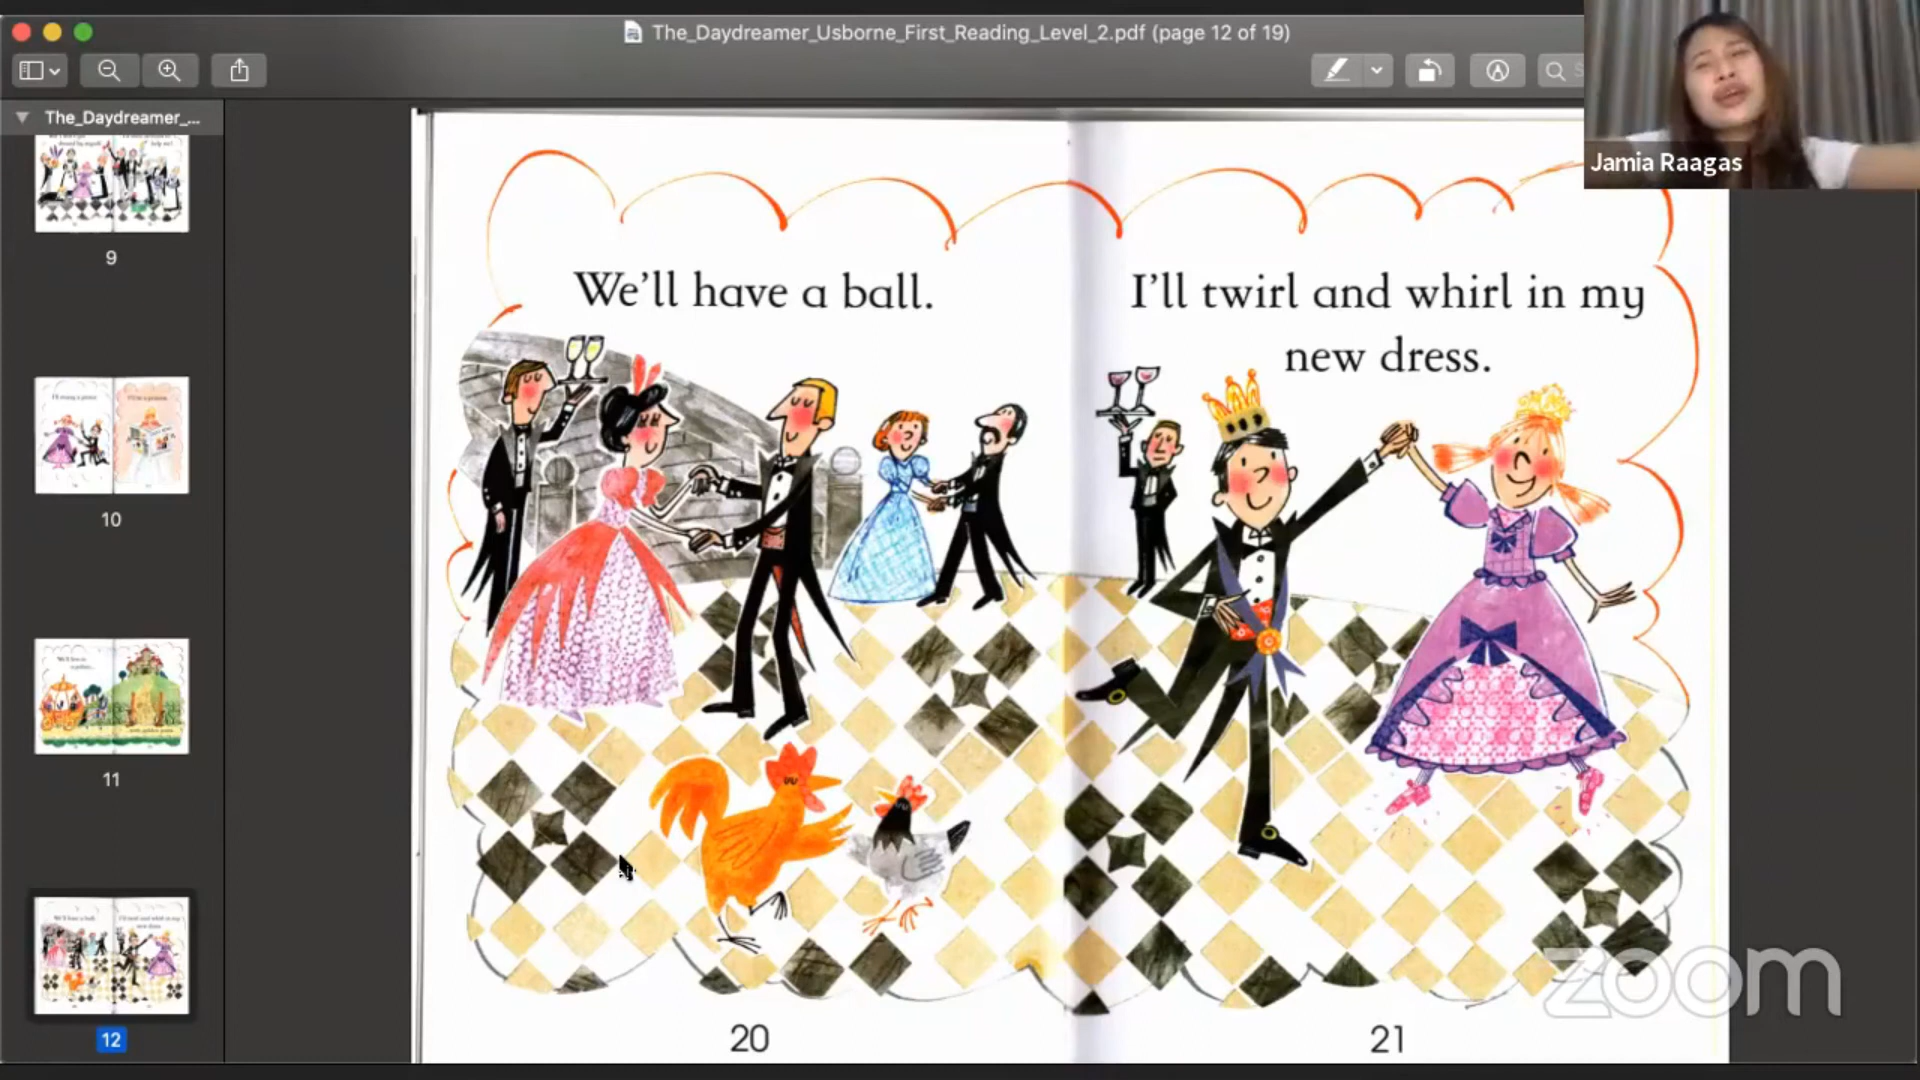 The_Daydreamer_Usborne_First_Reading_Level_2.pdf (page 12 of 19)
The_Daydreamer_...
9
10
11
12
Jamia Raagas
We'll have a ball.
I'll twirl and whirl in my
new dress.
20
21
zoom